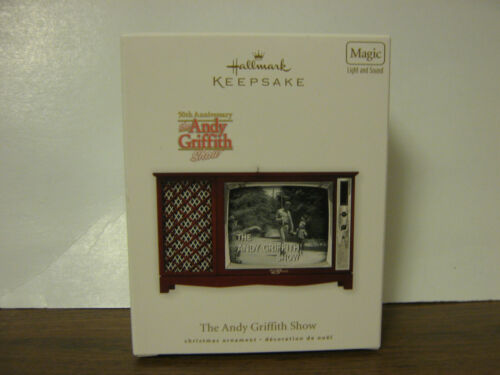 Hallmark
KEEPSAKE
Magic
Light and Sound
50th Anniversary
The
Andy
Griffith
Show
THE
ANDY GRIFFITH
SHOW
The Andy Griffith Show
christmas ornament • décoration de noël